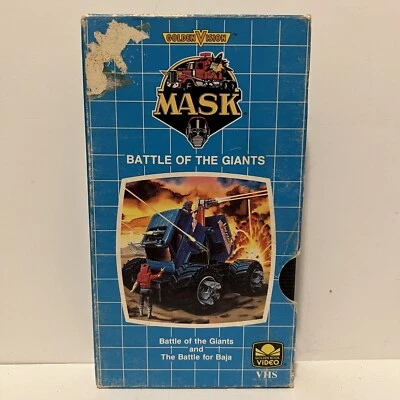 GOLDEN VISION
MASK
BATTLE OF THE GIANTS
Battle of the Giants
and
The Battle for Baja
GOLDEN BOOK
VIDEO
VHS